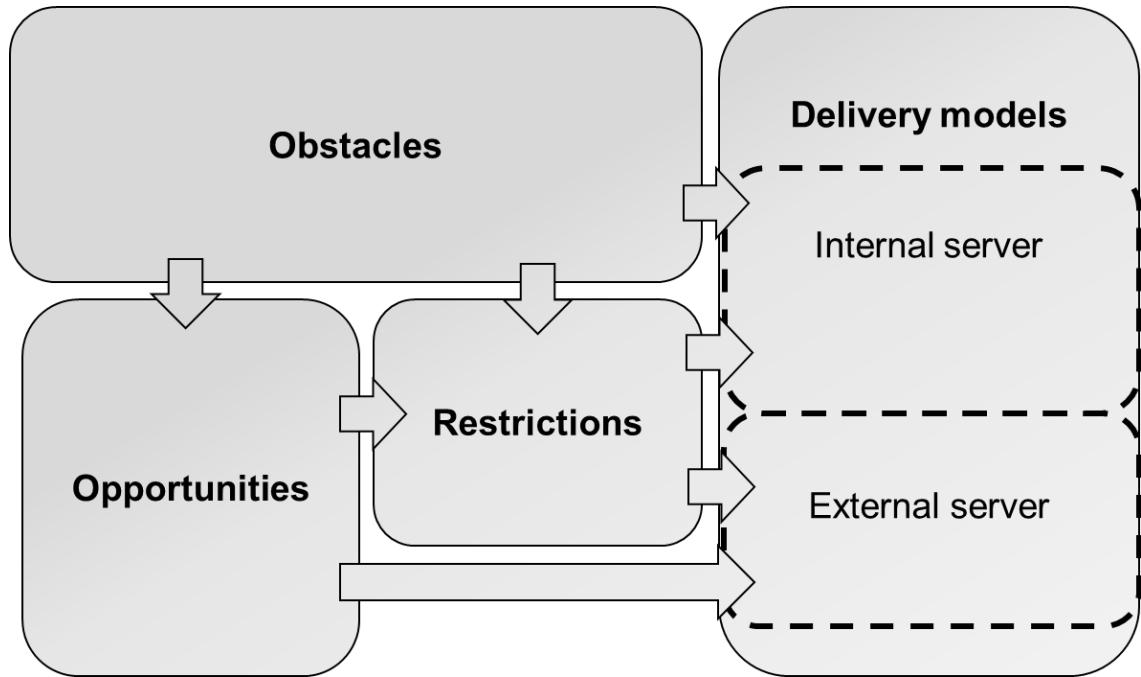 Obstacles
Delivery models
Internal server
Restrictions
Opportunities
External server